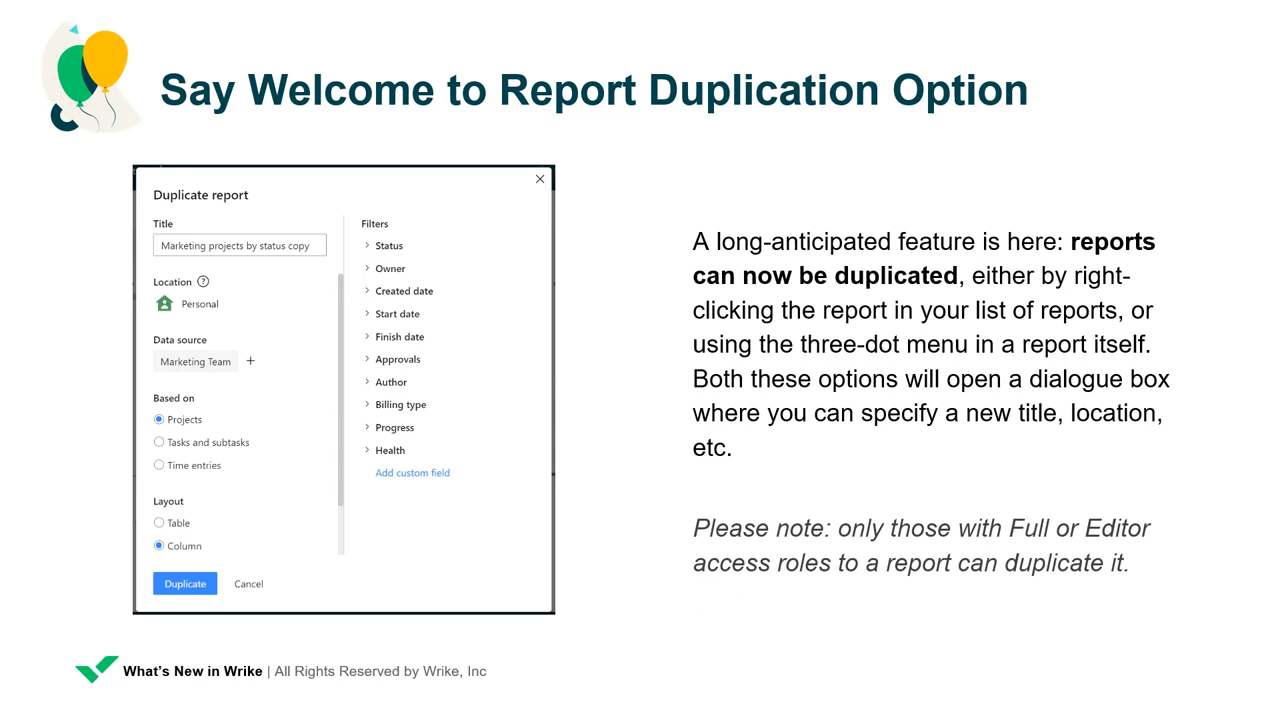 Say Welcome to Report Duplication Option
Duplicate report
Title
Marketing projects by status copy
Location ?
Personal
Data source
Marketing Team +
Based on
Projects
Tasks and subtasks
Time entries
Layout
Table
Column
Duplicate Cancel
Filters
Status
Owner
Created date
Start date
Finish date
Approvals
Author
Billing type
Progress
Health
Add custom field
A long-anticipated feature is here: reports
can now be duplicated, either by right-
clicking the report in your list of reports, or
using the three-dot menu in a report itself.
Both these options will open a dialogue box
where you can specify a new title, location,
etc.
Please note: only those with Full or Editor
access roles to a report can duplicate it.
What's New in Wrike | All Rights Reserved by Wrike, Inc